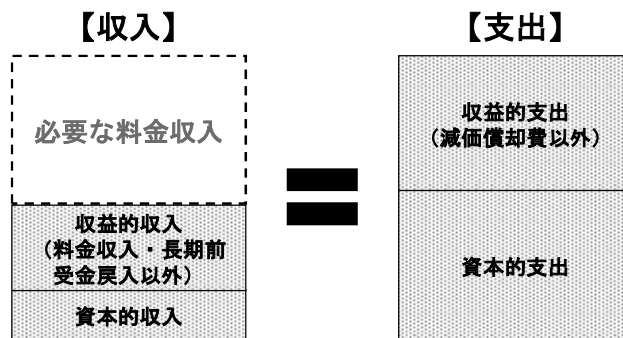 【収入】
必要な料金収入
収益的収入
（料金収入・長期前
受金戻入以外）
資本的収入
【支出】
収益的支出
（減価償却費以外）
資本的支出